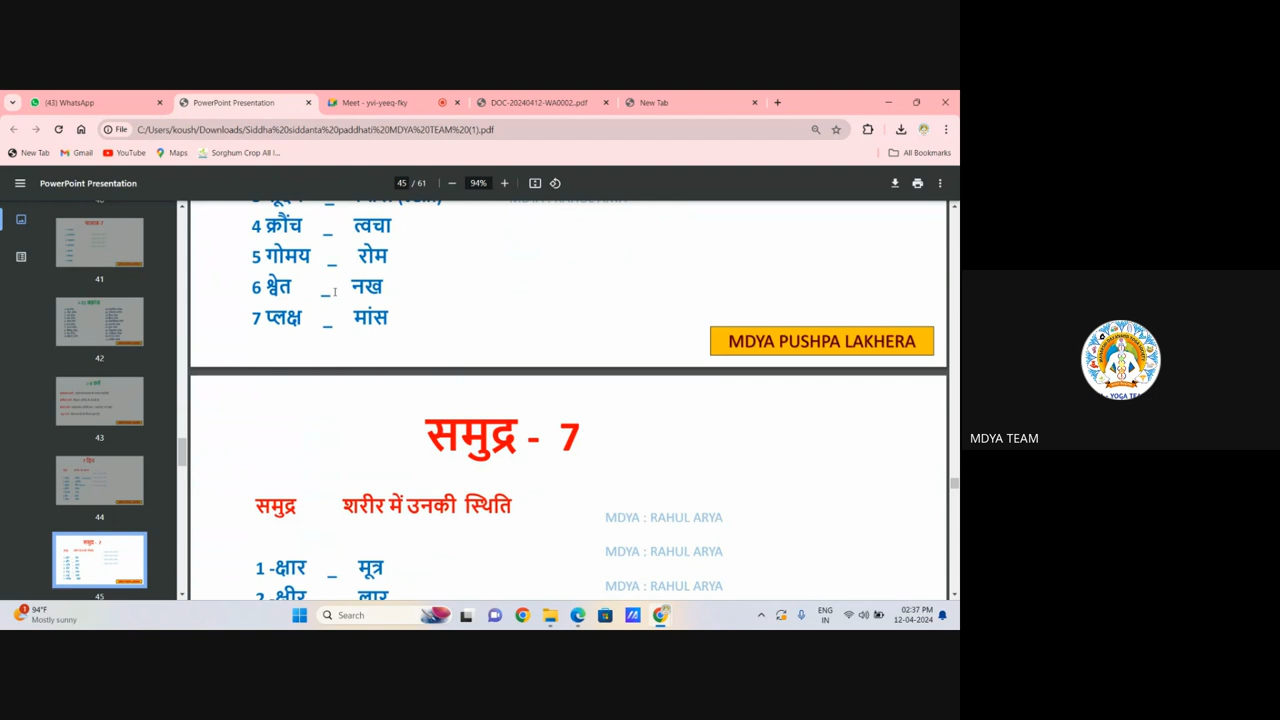 (43) WhatsApp
PowerPoint Presentation
Meet - yvi-yeeq-fky
DOC-20240412-WA0002..pdf
New Tab
File
C:/Users/koush/Downloads/Siddha%20siddanta%20paddhati%20MDYA%20TEAM%20(1).pdf
New Tab
Gmail
YouTube
Maps
Sorghum Crop All I...
All Bookmarks
PowerPoint Presentation
45 / 61
94%
4 क्रौंच _ त्वचा
5 गोमय _ रोम
6 श्वेत _ नख
7 प्लक्ष _ मांस
MDYA PUSHPA LAKHERA
समुद्र - 7
समुद्र शरीर में उनकी स्थिति
MDYA : RAHUL ARYA
MDYA : RAHUL ARYA
1 -क्षार _ मूत्र
MDYA : RAHUL ARYA
2 -क्षीर _ लार
41
42
43
44
45
MDYA TEAM
94°F
Mostly sunny
Search
ENG
IN
02:37 PM
12-04-2024